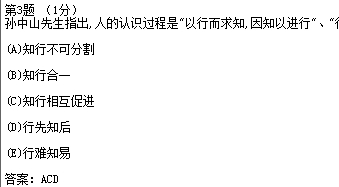 第3题 （1分）
孙中山先生指出,人的认识过程是“以行而求知,因知以进行”、“
(A)知行不可分割
(B)知行合一
(C)知行相互促进
(D)行先知后
(E)行难知易
答案：ACD